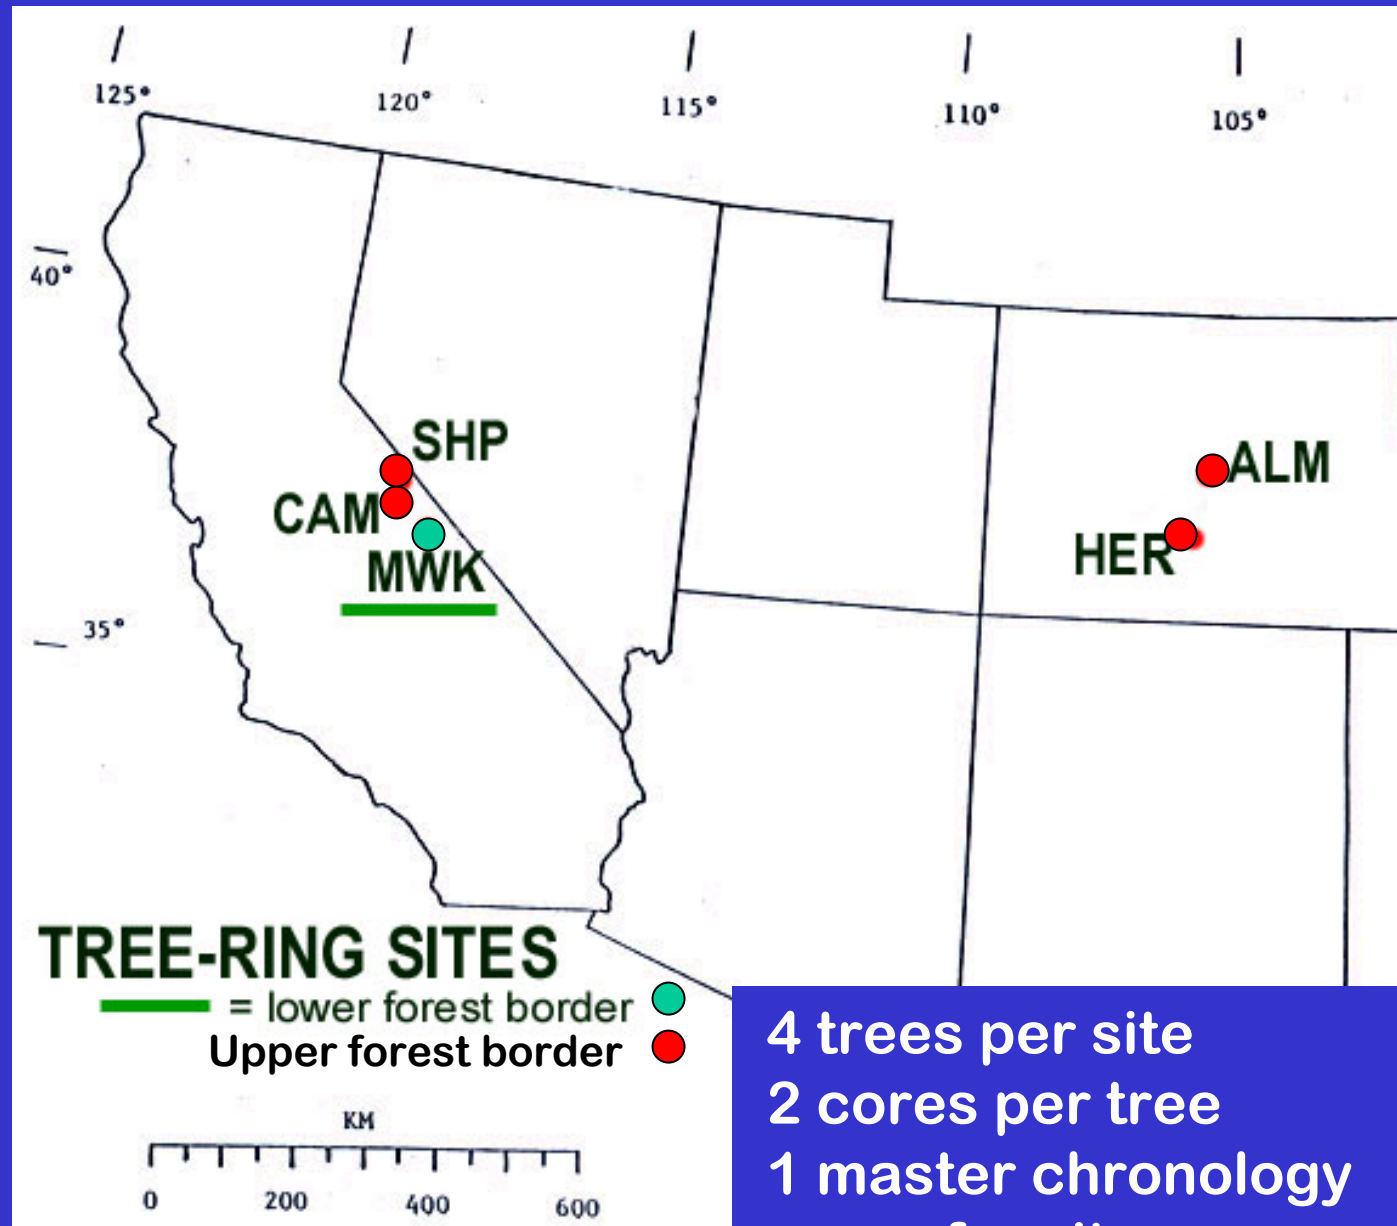 125° 120° 115° 110° 105°
40°
SHP
ALM
CAM
HER
MWK
35°
TREE-RING SITES
= lower forest border
Upper forest border
4 trees per site
2 cores per tree
1 master chronology
KM
0 200 400 600